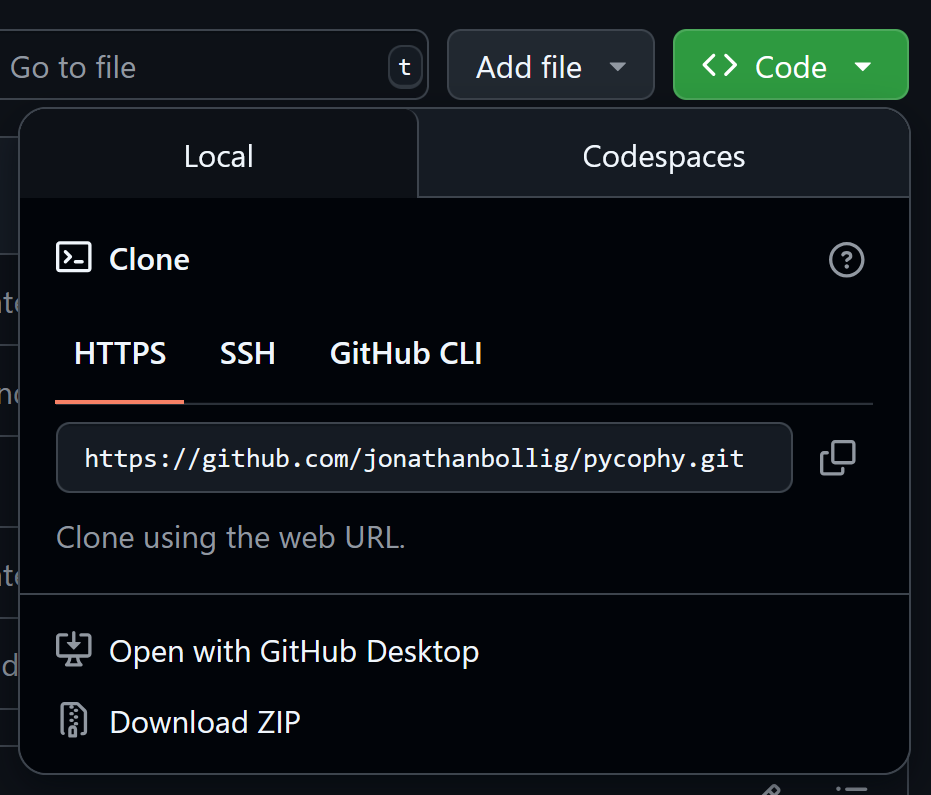 Go to file t Add file Code
Local Codespaces
Clone
HTTPS SSH GitHub CLI
https://github.com/jonathanbollig/pycophy.git
Clone using the web URL.
Open with GitHub Desktop
Download ZIP